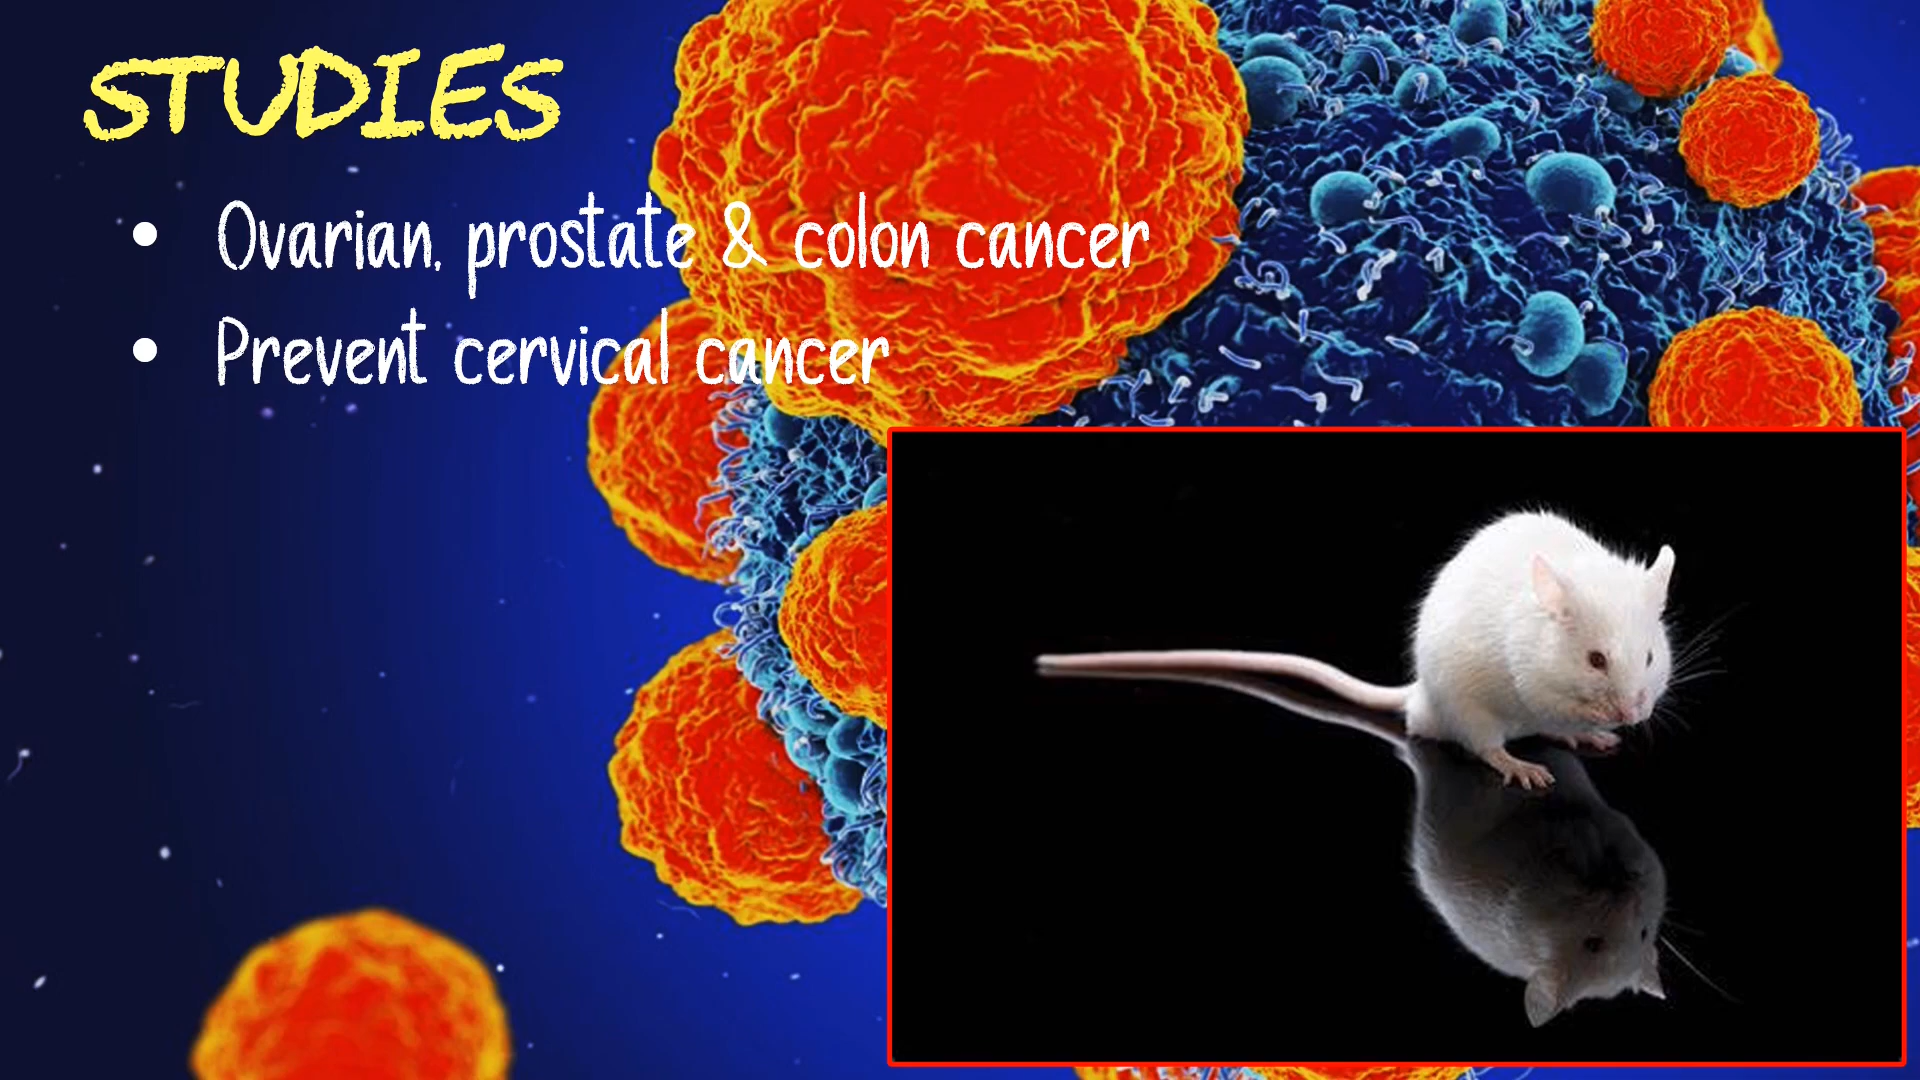 STUDIES
• Ovarian, prostate & colon cancer
• Prevent cervical cancer